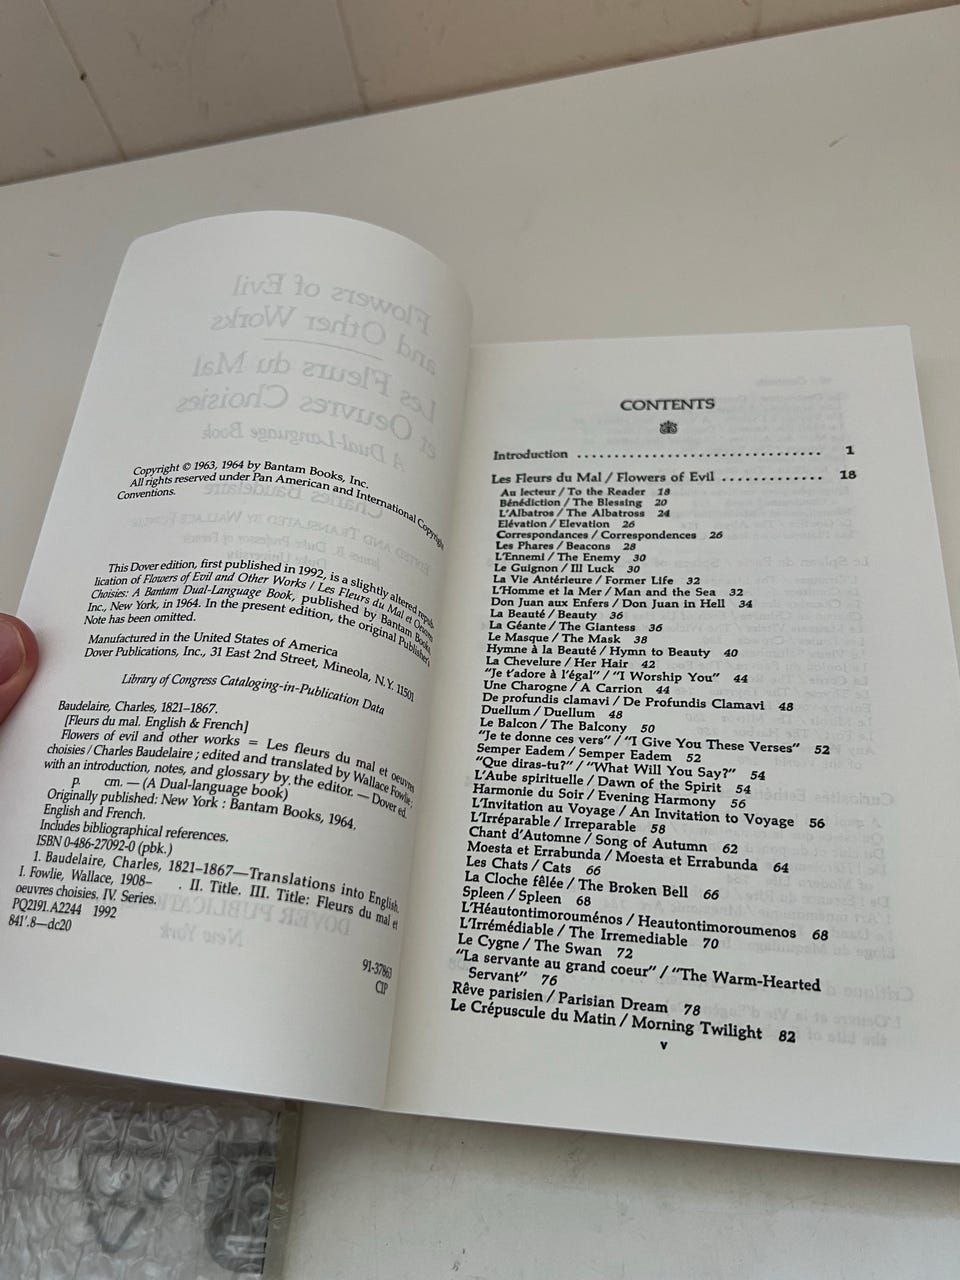 Copyright © 1963, 1964 by Bantam Books, Inc.
All rights reserved under Pan American and International Copyright
Conventions.
This Dover edition, first published in 1992, is a slightly altered repub-
lication of Flowers of Evil and Other Works / Les Fleurs du Mal et Oeuvres
Choisies: A Bantam Dual-Language Book, published by Bantam Books,
Inc., New York, in 1964. In the present edition, the original Publisher's
Note has been omitted.
Manufactured in the United States of America
Dover Publications, Inc., 31 East 2nd Street, Mineola, N.Y. 11501
Library of Congress Cataloging-in-Publication Data
Baudelaire, Charles, 1821–1867.
[Fleurs du mal. English & French]
Flowers of evil and other works = Les fleurs du mal et oeuvres
choisies / Charles Baudelaire ; edited and translated by Wallace Fowlie ;
with an introduction, notes, and glossary by the editor. — Dover ed.
p. cm. — (A Dual-language book)
Originally published: New York : Bantam Books, 1964.
English and French.
Includes bibliographical references.
ISBN 0-486-27092-0 (pbk.)
1. Baudelaire, Charles, 1821–1867—Translations into English.
I. Fowlie, Wallace, 1908– . II. Title. III. Title: Fleurs du mal et
oeuvres choisies. IV. Series.
PQ2191.A2244 1992
841'.8—dc20
91-37863
CIP
CONTENTS
Introduction . . . . . . . . . . . . . . . . . . . . . . . . . . . . . 1
Les Fleurs du Mal / Flowers of Evil . . . . . . . . . . . . 18
Au lecteur / To the Reader 18
Bénédiction / The Blessing 20
L'Albatros / The Albatross 24
Elévation / Elevation 26
Correspondances / Correspondences 26
Les Phares / Beacons 28
L'Ennemi / The Enemy 30
Le Guignon / Ill Luck 30
La Vie Antérieure / Former Life 32
L'Homme et la Mer / Man and the Sea 32
Don Juan aux Enfers / Don Juan in Hell 34
La Beauté / Beauty 36
La Géante / The Giantess 36
Le Masque / The Mask 38
Hymne à la Beauté / Hymn to Beauty 40
La Chevelure / Her Hair 42
"Je t'adore à l'égal" / "I Worship You" 44
Une Charogne / A Carrion 44
De profundis clamavi / De Profundis Clamavi 48
Duellum / Duellum 48
Le Balcon / The Balcony 50
"Je te donne ces vers" / "I Give You These Verses" 52
Semper Eadem / Semper Eadem 52
"Que diras-tu?" / "What Will You Say?" 54
L'Aube spirituelle / Dawn of the Spirit 54
Harmonie du Soir / Evening Harmony 56
L'Invitation au Voyage / An Invitation to Voyage 56
L'Irréparable / Irreparable 58
Chant d'Automne / Song of Autumn 62
Moesta et Errabunda / Moesta et Errabunda 64
Les Chats / Cats 66
La Cloche fêlée / The Broken Bell 66
Spleen / Spleen 68
L'Héautontimorouménos / Heautontimoroumenos 68
L'Irrémédiable / The Irremediable 70
Le Cygne / The Swan 72
"La servante au grand coeur" / "The Warm-Hearted
Servant" 76
Rêve parisien / Parisian Dream 78
Le Crépuscule du Matin / Morning Twilight 82
v